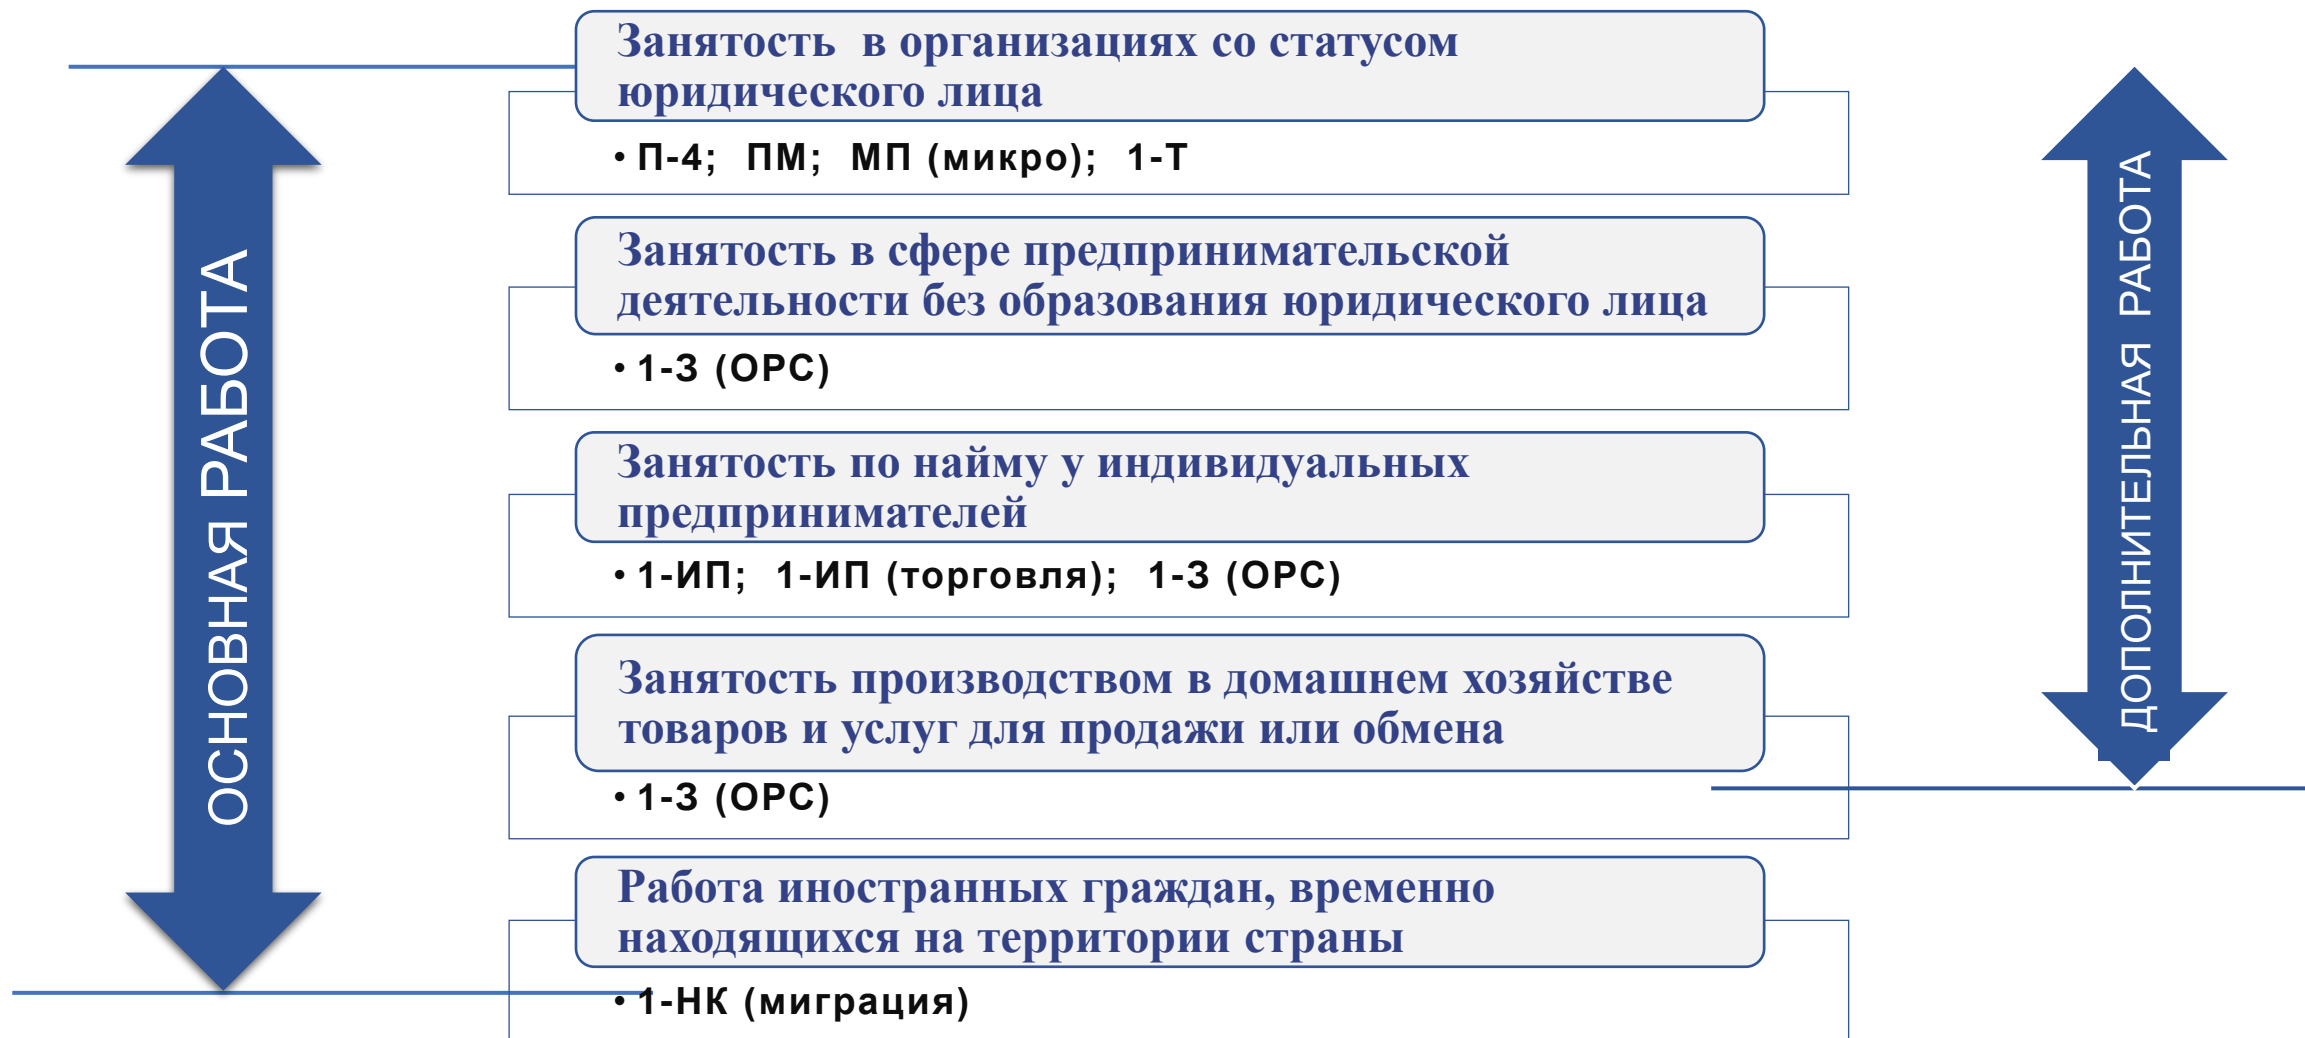 Занятость в организациях со статусом
юридического лица
• П-4; ПМ; МП (микро); 1-Т
Занятость в сфере предпринимательской
деятельности без образования юридического лица
• 1-З (ОРС)
Занятость по найму у индивидуальных
предпринимателей
• 1-ИП; 1-ИП (торговля); 1-З (ОРС)
Занятость производством в домашнем хозяйстве
товаров и услуг для продажи или обмена
• 1-З (ОРС)
Работа иностранных граждан, временно
находящихся на территории страны
• 1-НК (миграция)
ОСНОВНАЯ РАБОТА
ДОПОЛНИТЕЛЬНАЯ РАБОТА